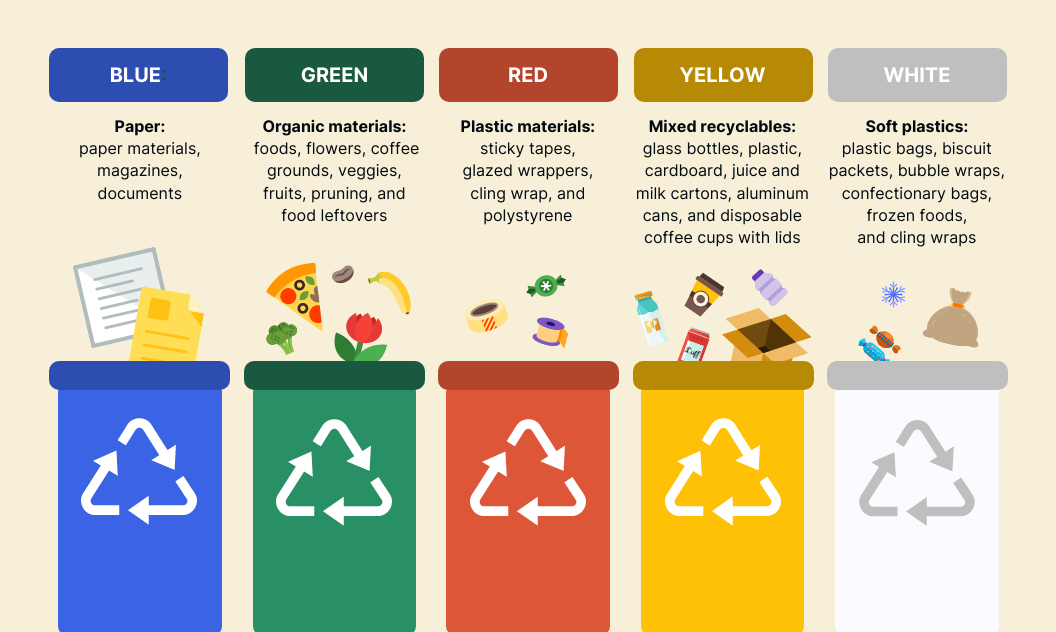 BLUE
Paper:
paper materials,
magazines,
documents
GREEN
Organic materials:
foods, flowers, coffee
grounds, veggies,
fruits, pruning, and
food leftovers
RED
Plastic materials:
sticky tapes,
glazed wrappers,
cling wrap, and
polystyrene
YELLOW
Mixed recyclables:
glass bottles, plastic,
cardboard, juice and
milk cartons, aluminum
cans, and disposable
coffee cups with lids
WHITE
Soft plastics:
plastic bags, biscuit
packets, bubble wraps,
confectionary bags,
frozen foods,
and cling wraps